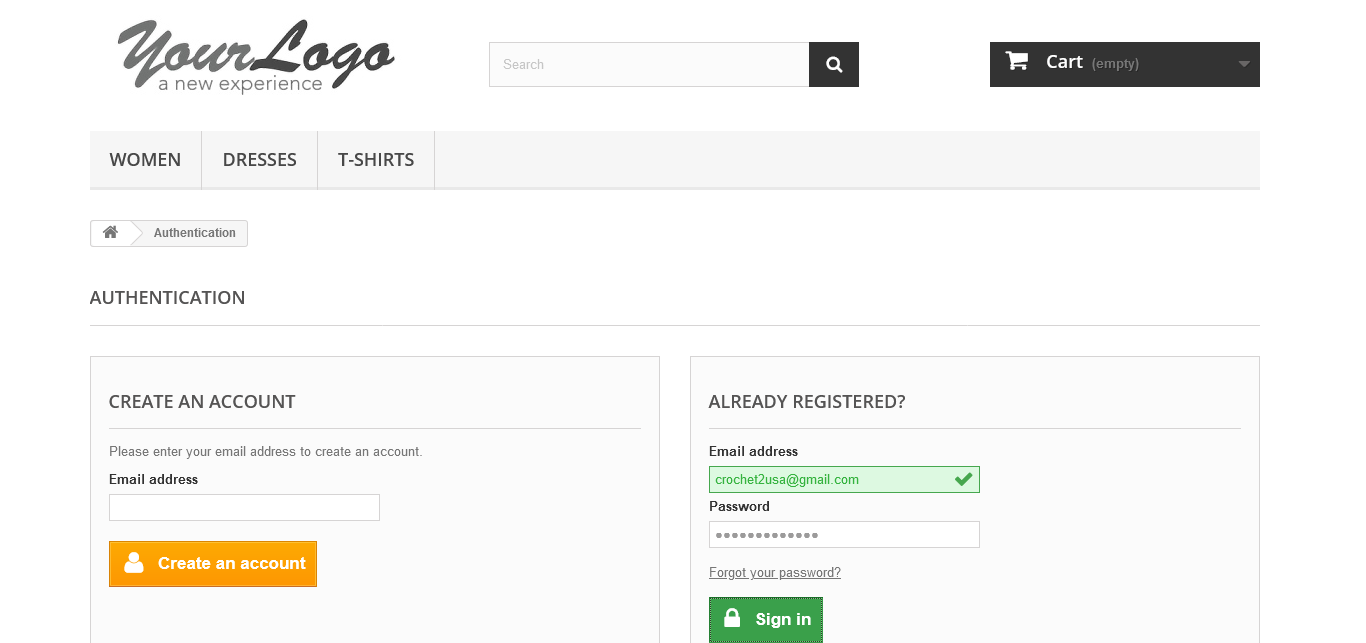 YourLogo
a new experience
Search
Cart (empty)
WOMEN DRESSES T-SHIRTS
Authentication
AUTHENTICATION
CREATE AN ACCOUNT
Please enter your email address to create an account.
Email address
Create an account
ALREADY REGISTERED?
Email address
crochet2usa@gmail.com
Password
Forgot your password?
Sign in